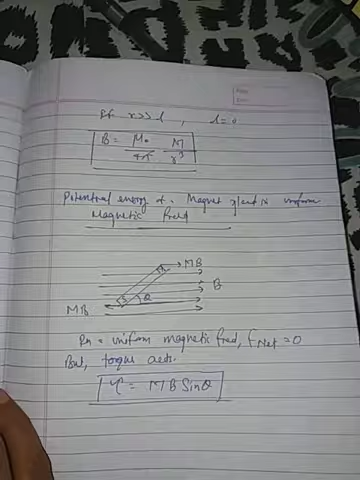 If r>>l , l=0
B = μ₀/4π M/r³
Potential energy of a Magnet placed in uniform
Magnetic field
N → MB
B
S θ
MB
In a uniform magnetic field, FNet = 0
But, torque acts.
τ = MB Sinθ